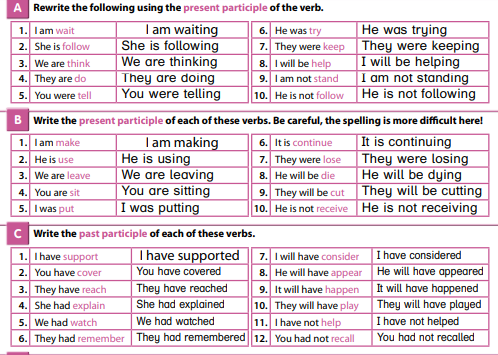 A Rewrite the following using the present participle of the verb.
1. I am wait I am waiting 6. He was try He was trying
2. She is follow She is following 7. They were keep They were keeping
3. We are think We are thinking 8. I will be help I will be helping
4. They are do They are doing 9. I am not stand I am not standing
5. You were tell You were telling 10. He is not follow He is not following
B Write the present participle of each of these verbs. Be careful, the spelling is more difficult here!
1. I am make I am making 6. It is continue It is continuing
2. He is use He is using 7. They were lose They were losing
3. We are leave We are leaving 8. He will be die He will be dying
4. You are sit You are sitting 9. They will be cut They will be cutting
5. I was put I was putting 10. He is not receive He is not receiving
C Write the past participle of each of these verbs.
1. I have support I have supported 7. I will have consider I have considered
2. You have cover You have covered 8. He will have appear He will have appeared
3. They have reach They have reached 9. It will have happen It will have happened
4. She had explain She had explained 10. They will have play They will have played
5. We had watch We had watched 11. I have not help I have not helped
6. They had remember They had remembered 12. You had not recall You had not recalled